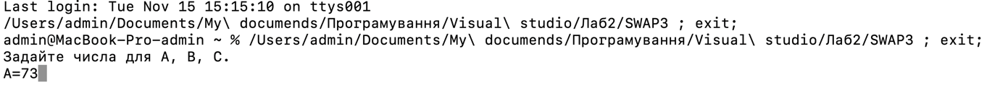 Last login: Tue Nov 15 15:15:10 on ttys001
/Users/admin/Documents/My\ documends/Програмування/Visual\ studio/Лаб2/SWAP3 ; exit;
admin@MacBook-Pro-admin ~ % /Users/admin/Documents/My\ documends/Програмування/Visual\ studio/Лаб2/SWAP3 ; exit;
Задайте числа для A, B, C.
A=73